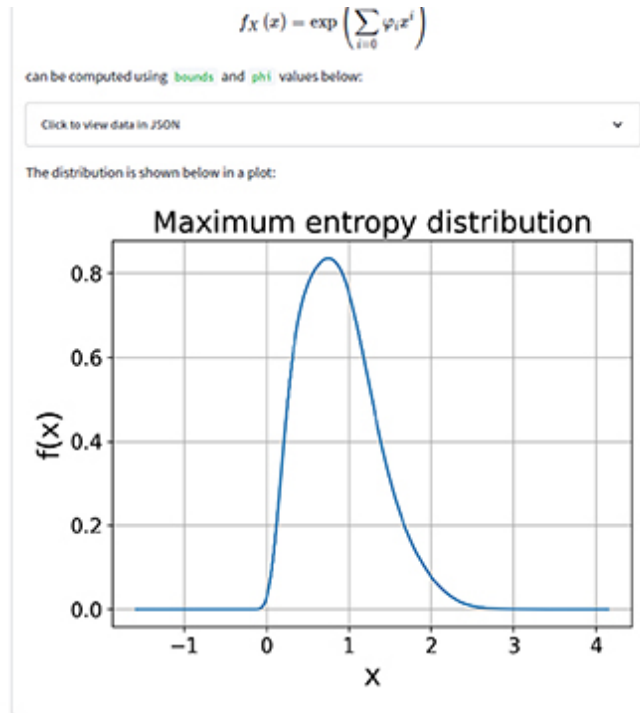 f_X (x) = exp ( ∑_{i=0} φ_i x^i )
can be computed using bounds and phi values below:
Click to view data in JSON
The distribution is shown below in a plot:
Maximum entropy distribution
0.8
0.6
0.4
0.2
0.0
f(x)
−1 0 1 2 3 4
x